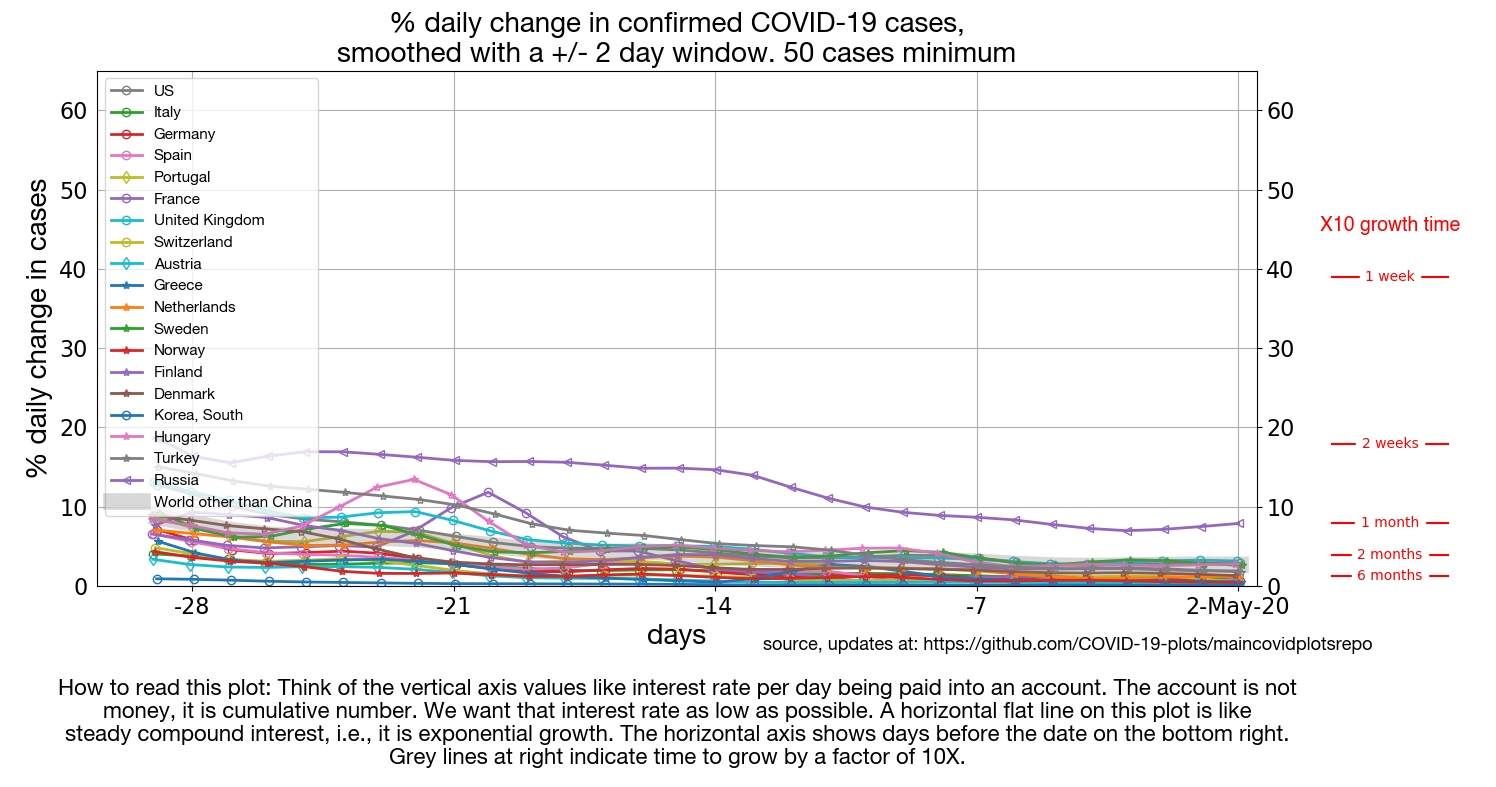 % daily change in confirmed COVID-19 cases,
smoothed with a +/- 2 day window. 50 cases minimum
% daily change in cases
60
50
40
30
20
10
0
US
Italy
Germany
Spain
Portugal
France
United Kingdom
Switzerland
Austria
Greece
Netherlands
Sweden
Norway
Finland
Denmark
Korea, South
Hungary
Turkey
Russia
World other than China
60
50
40
30
20
10
0
X10 growth time
1 week
2 weeks
1 month
2 months
6 months
-28
-21
-14
-7
2-May-20
days
source, updates at: https://github.com/COVID-19-plots/maincovidplotsrepo
How to read this plot: Think of the vertical axis values like interest rate per day being paid into an account. The account is not
money, it is cumulative number. We want that interest rate as low as possible. A horizontal flat line on this plot is like
steady compound interest, i.e., it is exponential growth. The horizontal axis shows days before the date on the bottom right.
Grey lines at right indicate time to grow by a factor of 10X.